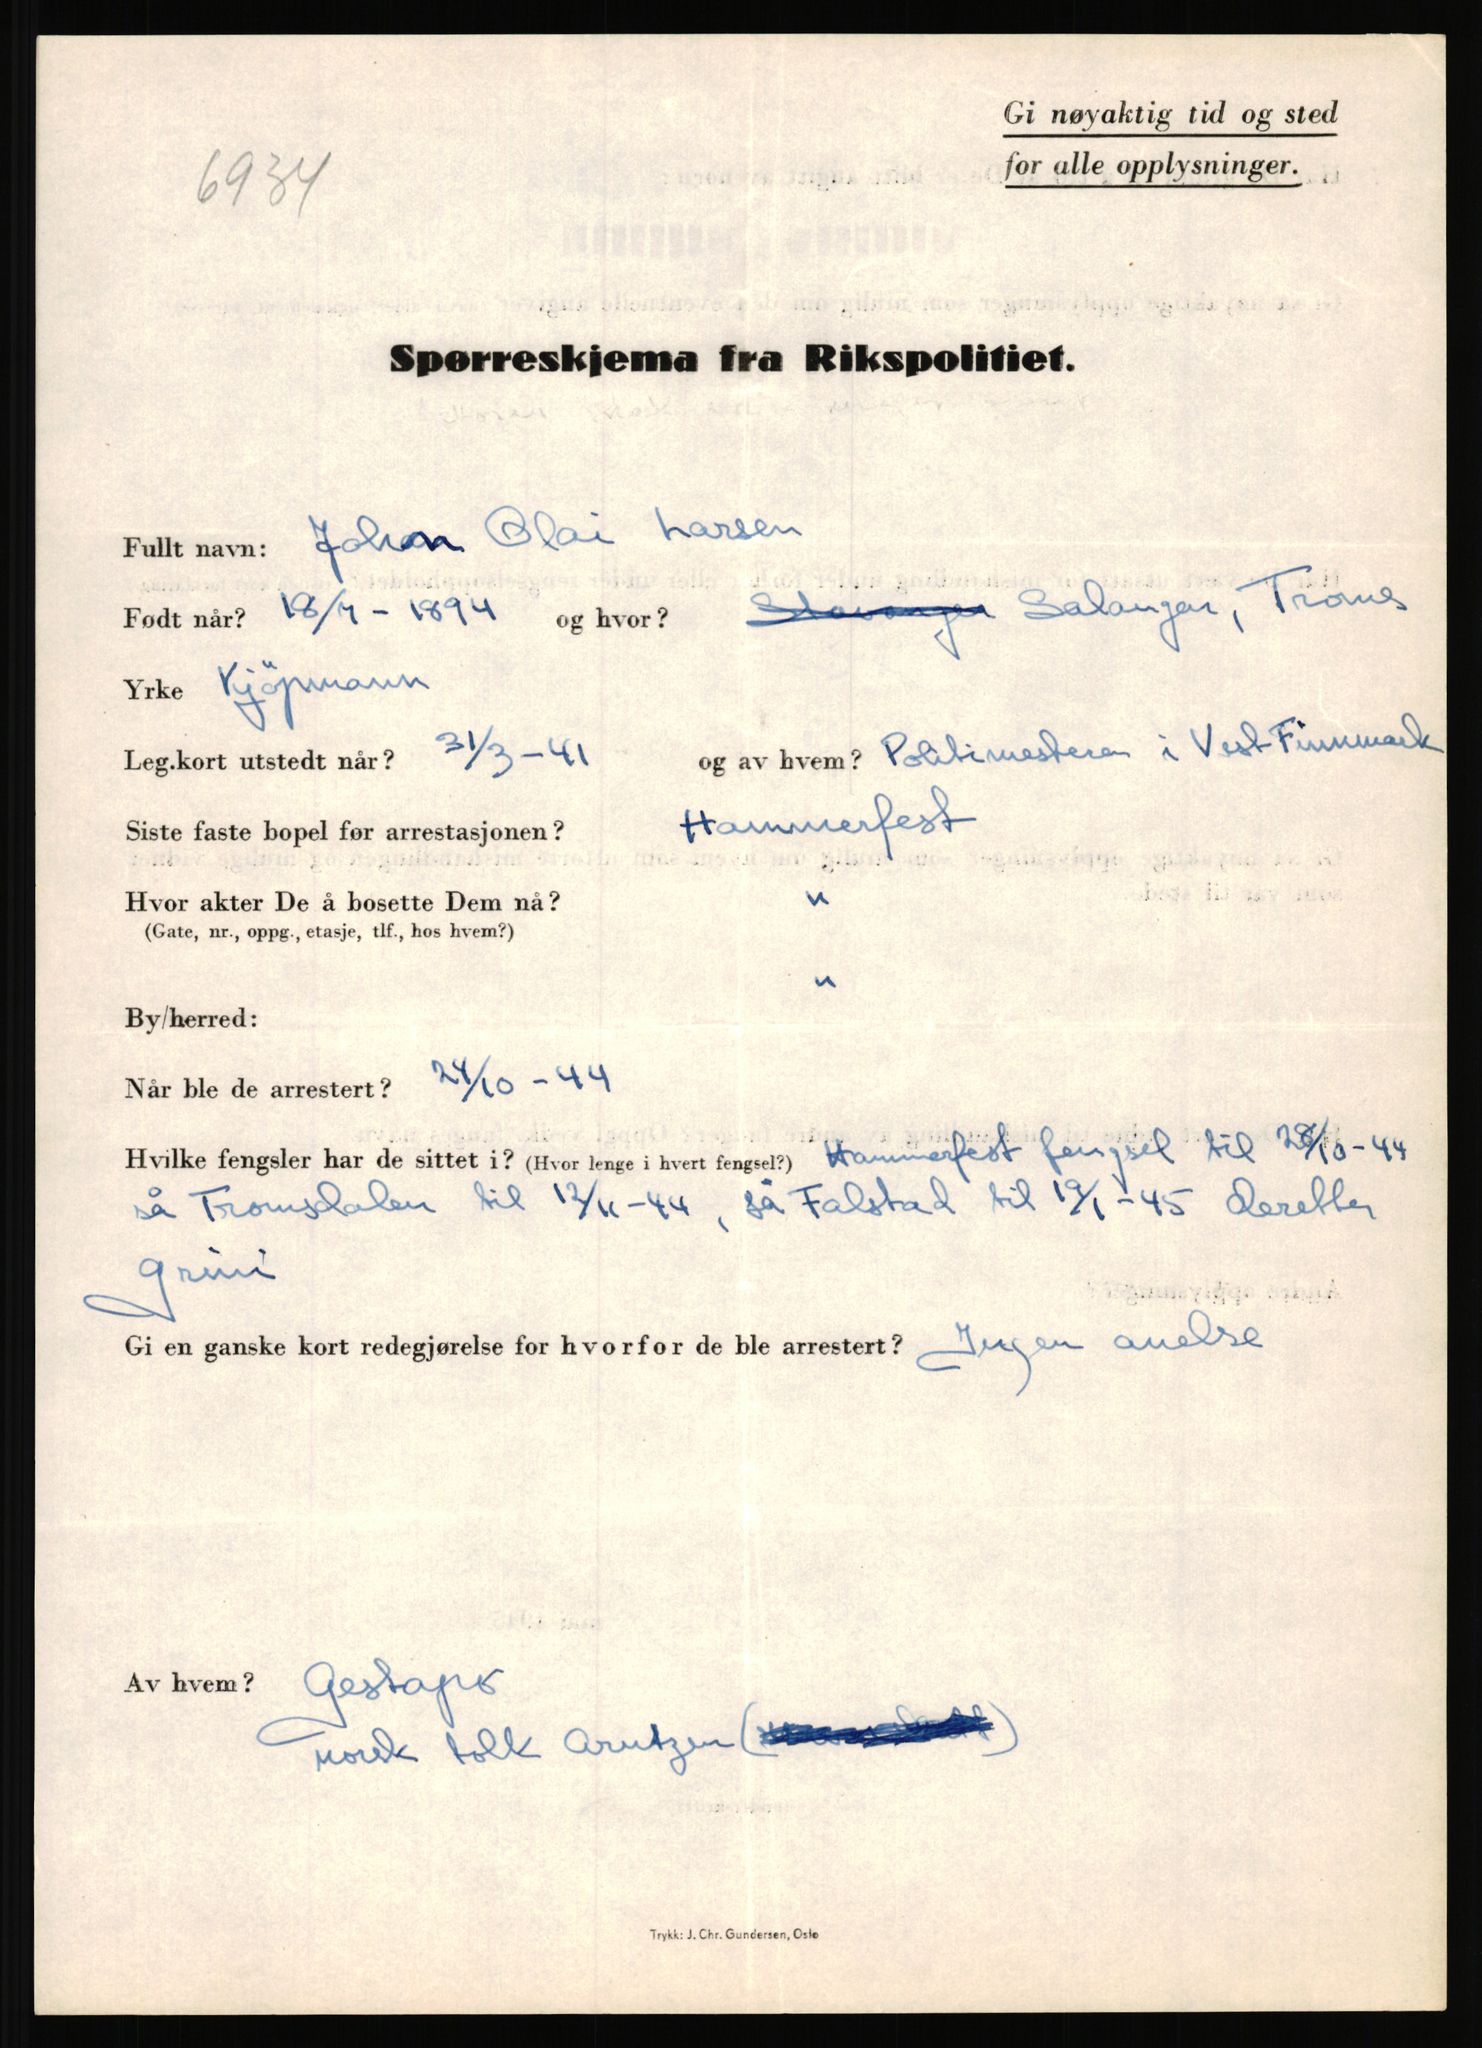 Gi nøyaktig tid og sted
for alle opplysninger.
6934
Spørreskjema fra Rikspolitiet.
Fullt navn: Johan Olai Larsen
Født når? 18/7 - 1894 og hvor? Stavanger Salangen, Troms
Yrke Kjöpmann
Leg.kort utstedt når? 31/3 - 41 og av hvem? Politimesteren i Vest-Finnmark
Siste faste bopel før arrestasjonen? Hammerfest
Hvor akter De å bosette Dem nå? "
(Gate, nr., oppg., etasje, tlf., hos hvem?)
"
By/herred:
Når ble de arrestert? 24/10 - 44
Hvilke fengsler har de sittet i? (Hvor lenge i hvert fengsel?) Hammerfest fengsel til 28/10 - 44
så Tromsdalen til 12/11 - 44, så Falstad til 19/1 - 45 deretter
Grini
Gi en ganske kort redegjørelse for hvorfor de ble arrestert? Ingen anelse
Av hvem? Gestapo
norsk tolk Arntzen ( )
Trykk: J. Chr. Gundersen, Oslo